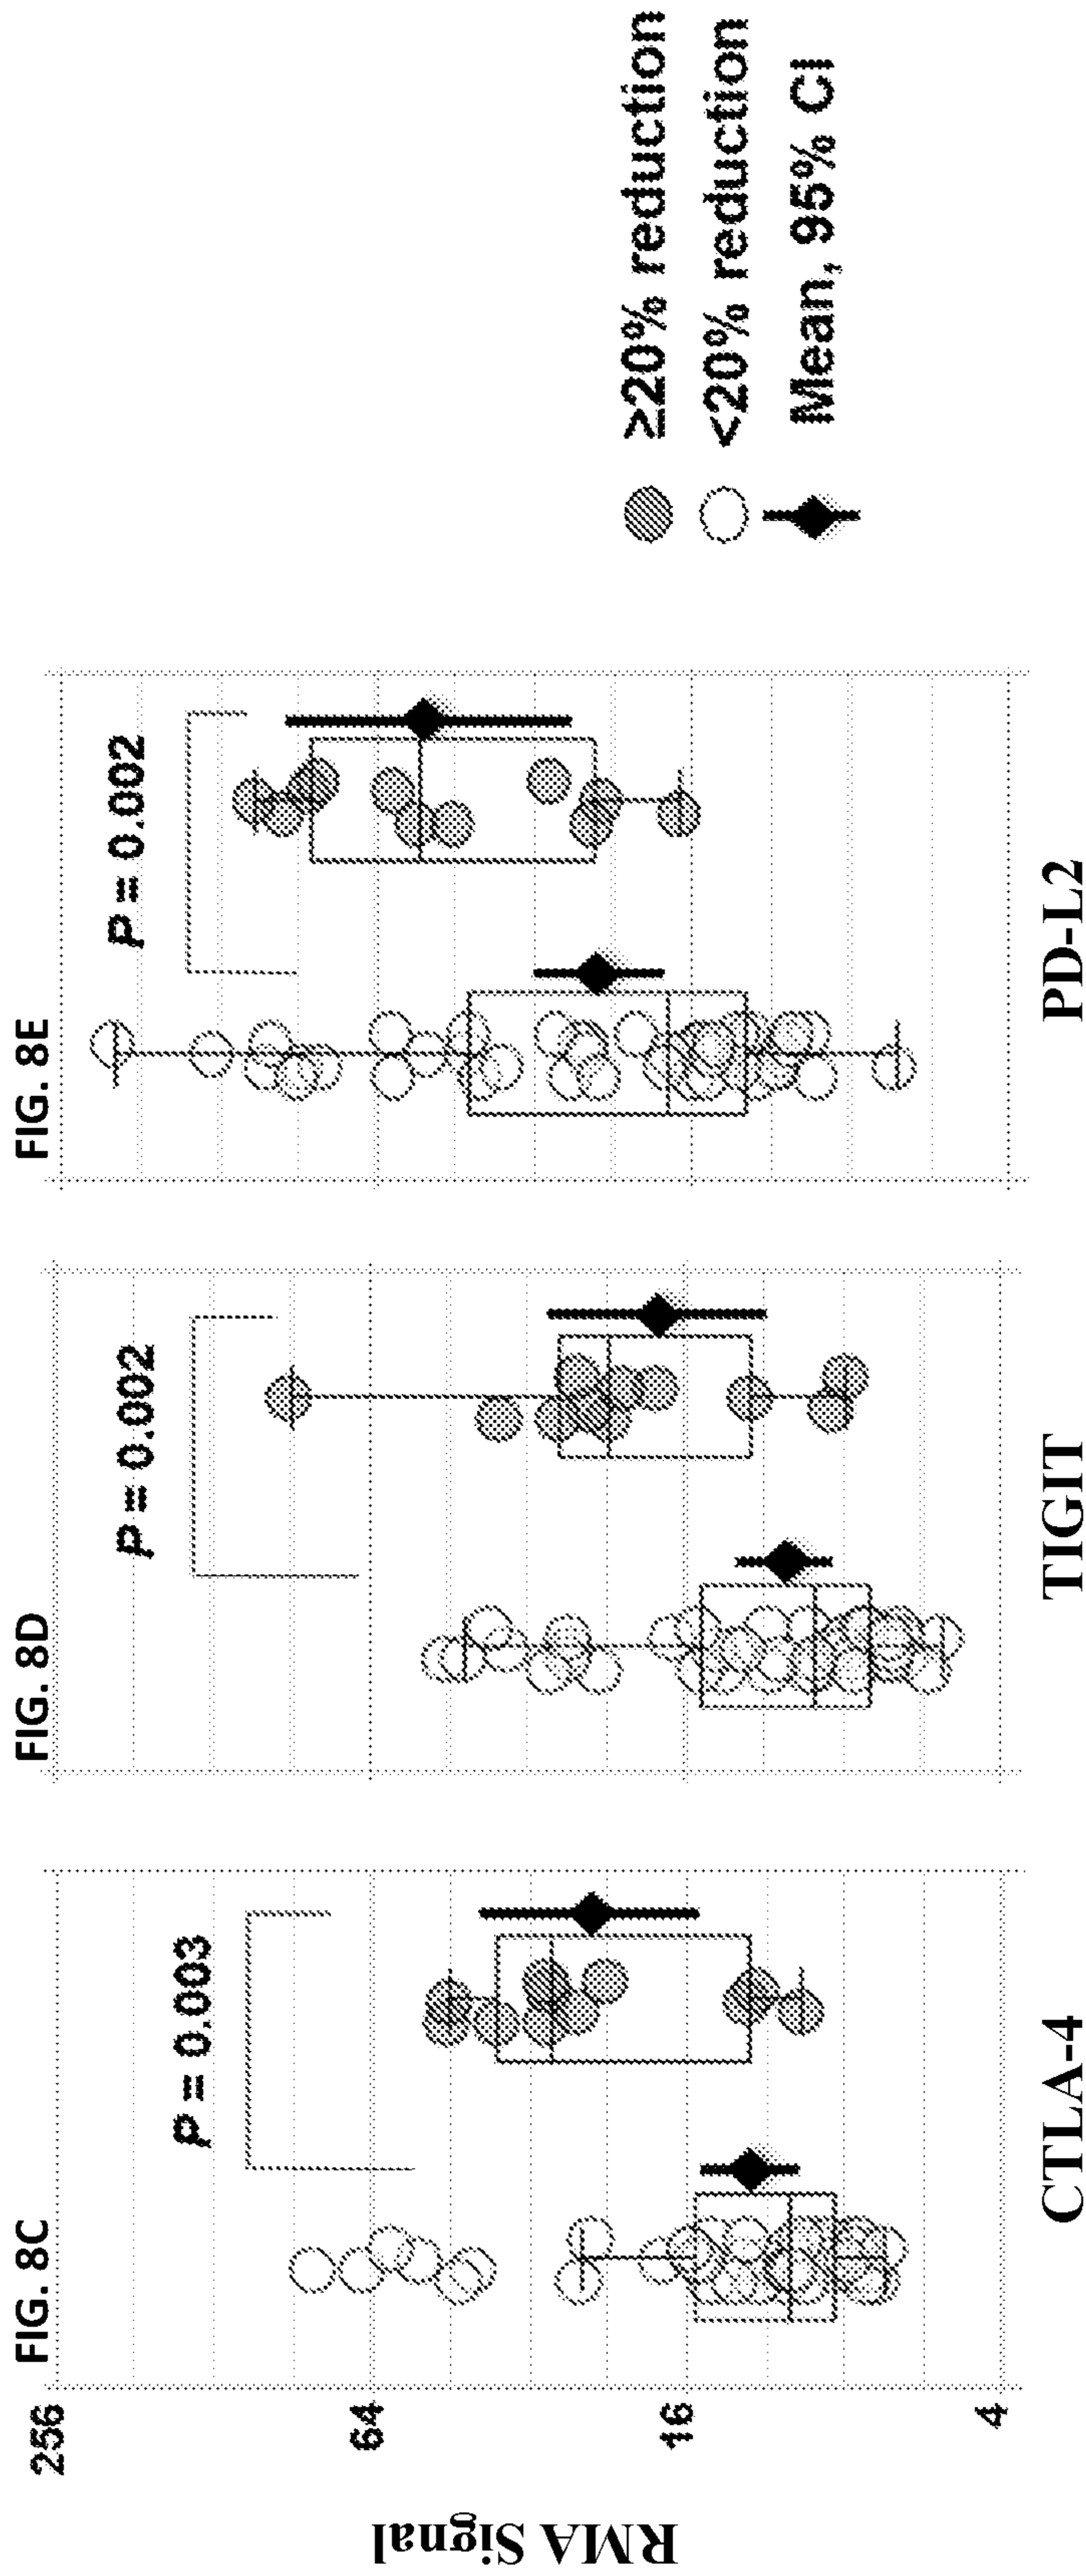 FIG. 8C
FIG. 8D
FIG. 8E
P = 0.003
P = 0.002
P = 0.002
RMA Signal
256
64
16
4
CTLA-4
TIGIT
PD-L2
≥20% reduction
<20% reduction
Mean, 95% CI